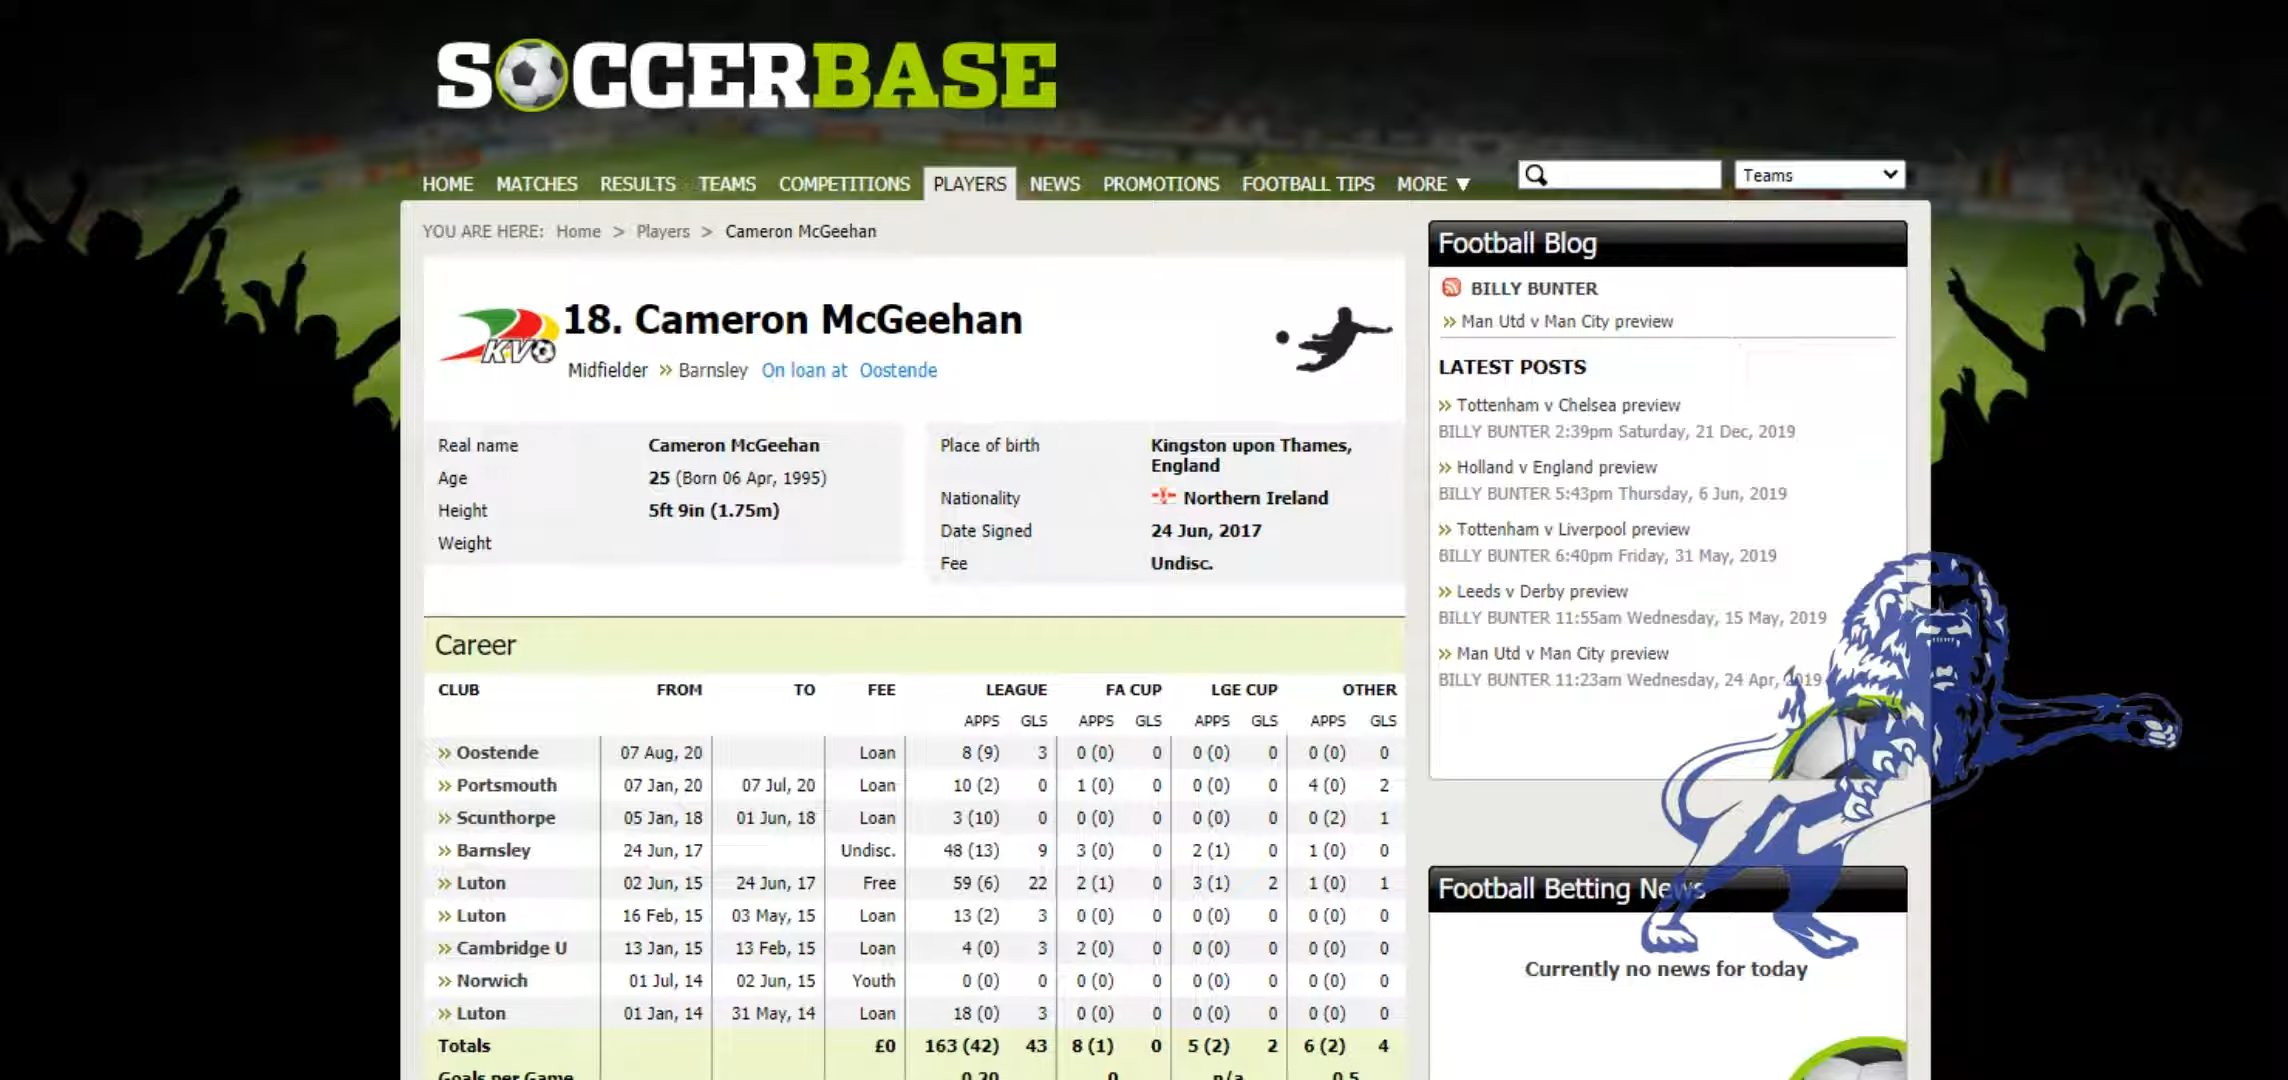 SOCCERBASE
HOME MATCHES RESULTS TEAMS COMPETITIONS PLAYERS NEWS PROMOTIONS FOOTBALL TIPS MORE ▼ Teams
YOU ARE HERE: Home > Players > Cameron McGeehan
KVO
18. Cameron McGeehan
Midfielder » Barnsley On loan at Oostende
Real name Cameron McGeehan
Age 25 (Born 06 Apr, 1995)
Height 5ft 9in (1.75m)
Weight
Place of birth Kingston upon Thames,
England
Nationality Northern Ireland
Date Signed 24 Jun, 2017
Fee Undisc.
Career
CLUB FROM TO FEE LEAGUE FA CUP LGE CUP OTHER
APPS GLS APPS GLS APPS GLS APPS GLS
» Oostende 07 Aug, 20 Loan 8 (9) 3 0 (0) 0 0 (0) 0 0 (0) 0
» Portsmouth 07 Jan, 20 07 Jul, 20 Loan 10 (2) 0 1 (0) 0 0 (0) 0 4 (0) 2
» Scunthorpe 05 Jan, 18 01 Jun, 18 Loan 3 (10) 0 0 (0) 0 0 (0) 0 0 (2) 1
» Barnsley 24 Jun, 17 Undisc. 48 (13) 9 3 (0) 0 2 (1) 0 1 (0) 0
» Luton 02 Jun, 15 24 Jun, 17 Free 59 (6) 22 2 (1) 0 3 (1) 2 1 (0) 1
» Luton 16 Feb, 15 03 May, 15 Loan 13 (2) 3 0 (0) 0 0 (0) 0 0 (0) 0
» Cambridge U 13 Jan, 15 13 Feb, 15 Loan 4 (0) 3 2 (0) 0 0 (0) 0 0 (0) 0
» Norwich 01 Jul, 14 02 Jun, 15 Youth 0 (0) 0 0 (0) 0 0 (0) 0 0 (0) 0
» Luton 01 Jan, 14 31 May, 14 Loan 18 (0) 3 0 (0) 0 0 (0) 0 0 (0) 0
Totals £0 163 (42) 43 8 (1) 0 5 (2) 2 6 (2) 4
Goals per Game 0.20 0 n/a 0.5
Football Blog
BILLY BUNTER
» Man Utd v Man City preview
LATEST POSTS
» Tottenham v Chelsea preview
BILLY BUNTER 2:39pm Saturday, 21 Dec, 2019
» Holland v England preview
BILLY BUNTER 5:43pm Thursday, 6 Jun, 2019
» Tottenham v Liverpool preview
BILLY BUNTER 6:40pm Friday, 31 May, 2019
» Leeds v Derby preview
BILLY BUNTER 11:55am Wednesday, 15 May, 2019
» Man Utd v Man City preview
BILLY BUNTER 11:23am Wednesday, 24 Apr, 2019
Football Betting News
Currently no news for today